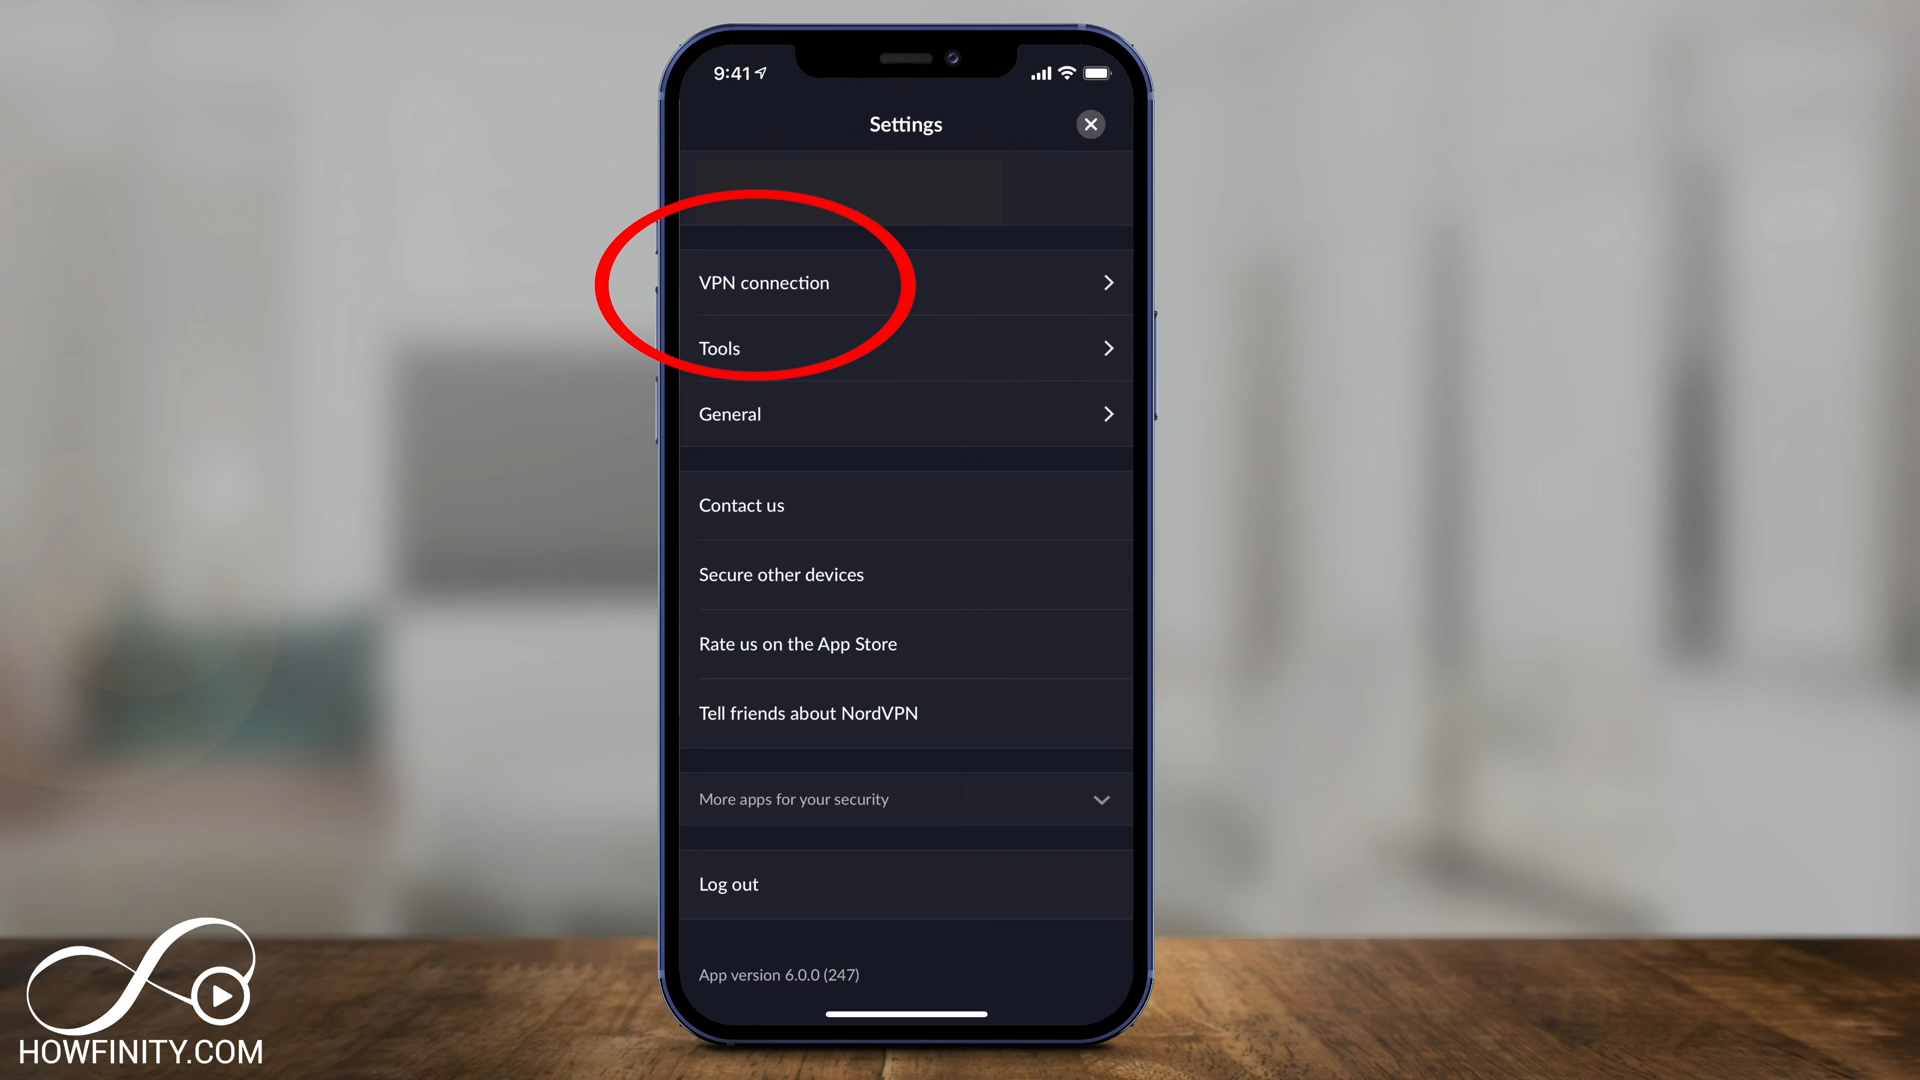 9:41
Settings
VPN connection
Tools
General
Contact us
Secure other devices
Rate us on the App Store
Tell friends about NordVPN
More apps for your security
Log out
App version 6.0.0 (247)
HOWFINITY.COM